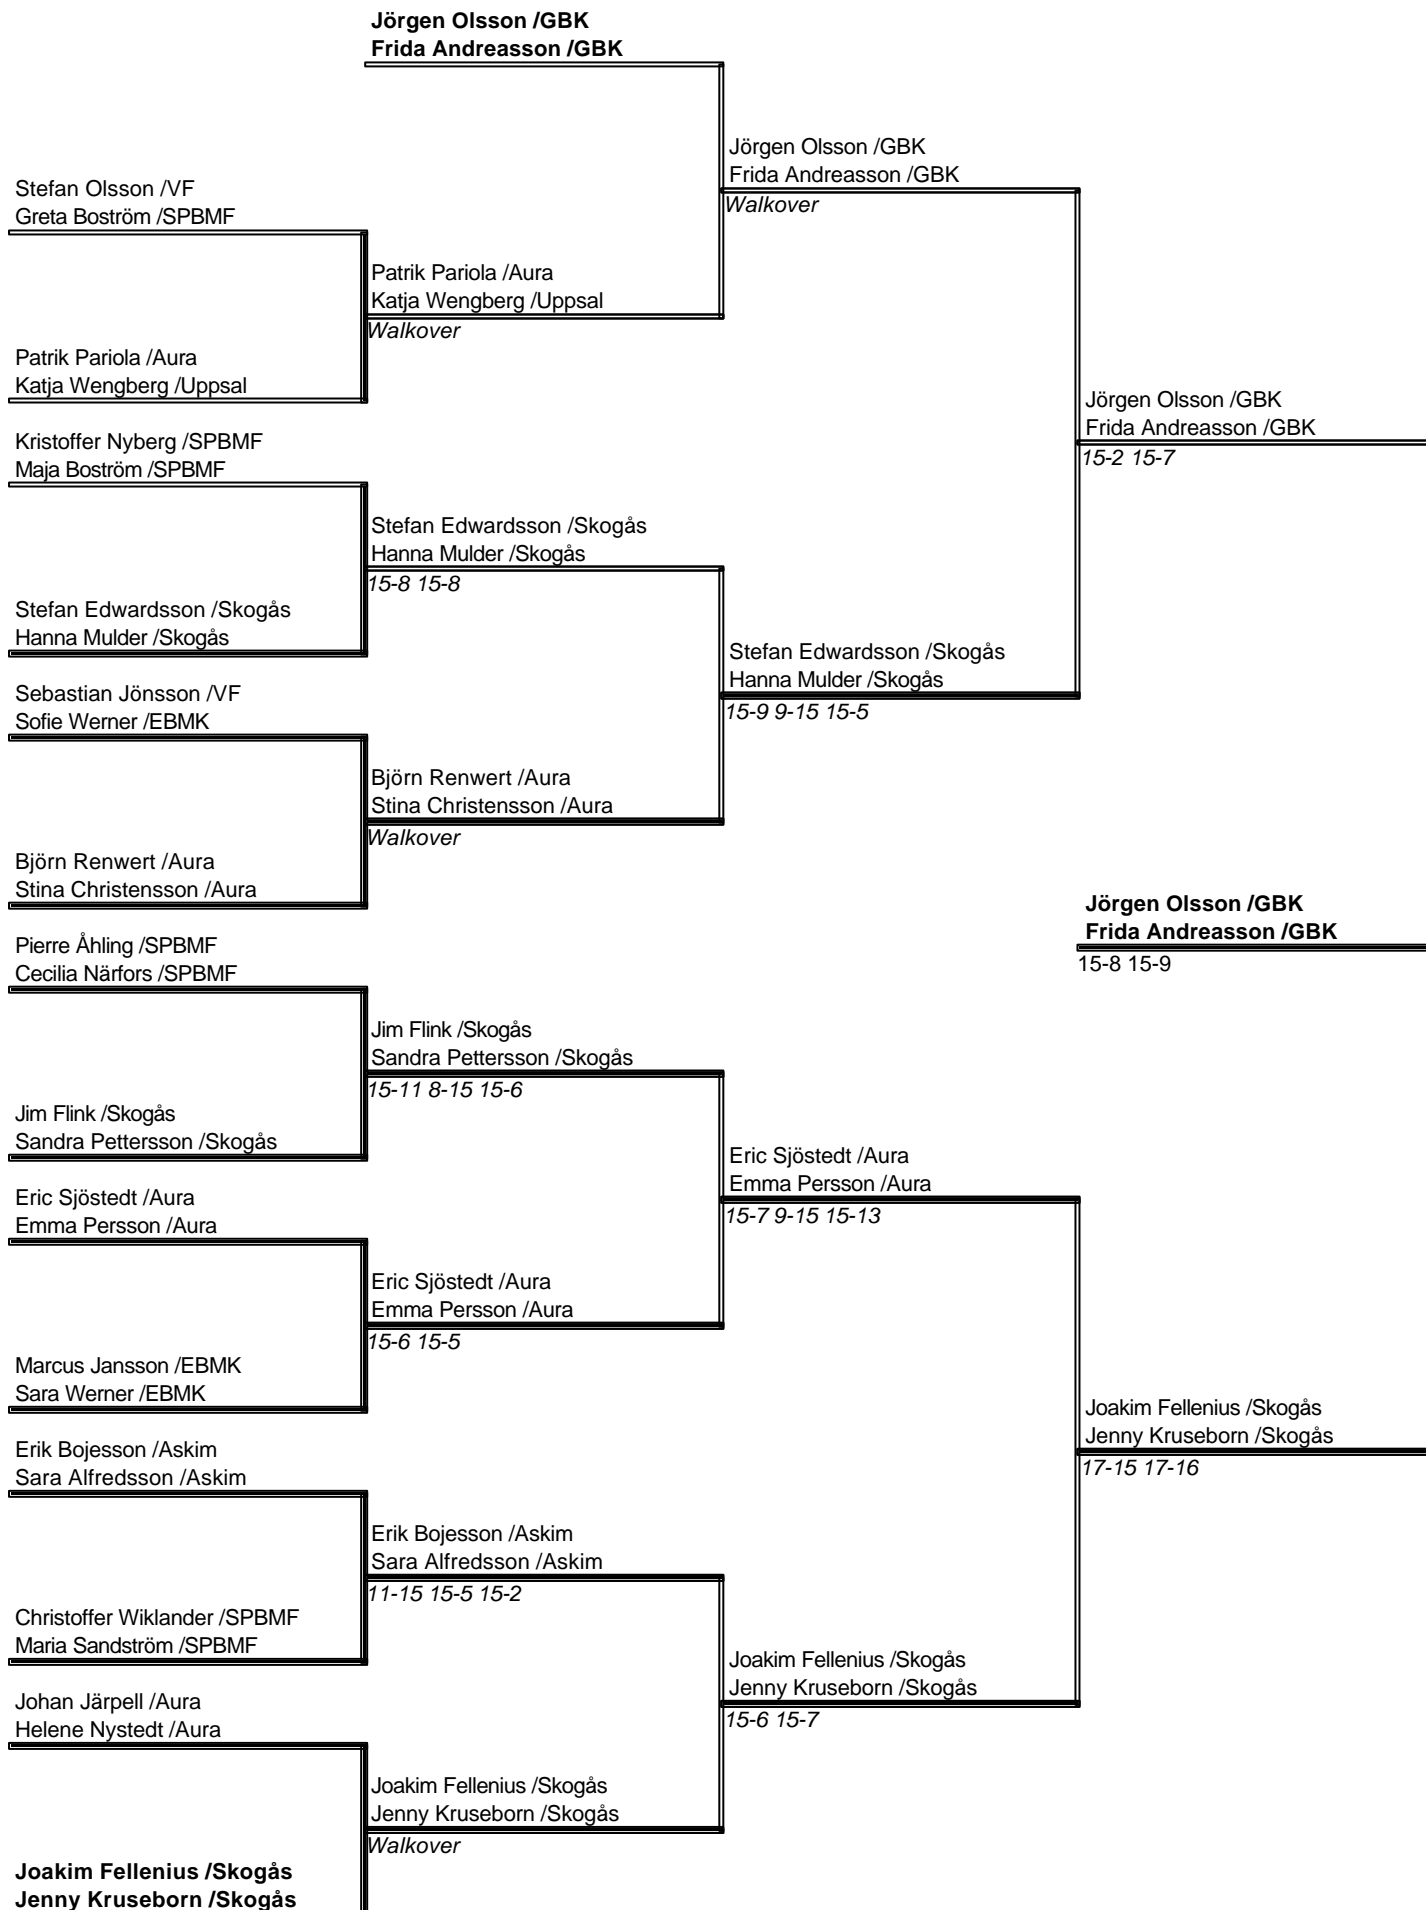 Jörgen Olsson /GBK
Frida Andreasson /GBK
Jörgen Olsson /GBK
Frida Andreasson /GBK
Walkover
Stefan Olsson /VF
Greta Boström /SPBMF
Patrik Pariola /Aura
Katja Wengberg /Uppsal
Walkover
Patrik Pariola /Aura
Katja Wengberg /Uppsal
Jörgen Olsson /GBK
Frida Andreasson /GBK
15-2 15-7
Kristoffer Nyberg /SPBMF
Maja Boström /SPBMF
Stefan Edwardsson /Skogås
Hanna Mulder /Skogås
15-8 15-8
Stefan Edwardsson /Skogås
Hanna Mulder /Skogås
Stefan Edwardsson /Skogås
Hanna Mulder /Skogås
15-9 9-15 15-5
Sebastian Jönsson /VF
Sofie Werner /EBMK
Björn Renwert /Aura
Stina Christensson /Aura
Walkover
Björn Renwert /Aura
Stina Christensson /Aura
Jörgen Olsson /GBK
Frida Andreasson /GBK
15-8 15-9
Pierre Åhling /SPBMF
Cecilia Närfors /SPBMF
Jim Flink /Skogås
Sandra Pettersson /Skogås
15-11 8-15 15-6
Jim Flink /Skogås
Sandra Pettersson /Skogås
Eric Sjöstedt /Aura
Emma Persson /Aura
15-7 9-15 15-13
Eric Sjöstedt /Aura
Emma Persson /Aura
Eric Sjöstedt /Aura
Emma Persson /Aura
15-6 15-5
Marcus Jansson /EBMK
Sara Werner /EBMK
Joakim Fellenius /Skogås
Jenny Kruseborn /Skogås
17-15 17-16
Erik Bojesson /Askim
Sara Alfredsson /Askim
Erik Bojesson /Askim
Sara Alfredsson /Askim
11-15 15-5 15-2
Christoffer Wiklander /SPBMF
Maria Sandström /SPBMF
Joakim Fellenius /Skogås
Jenny Kruseborn /Skogås
15-6 15-7
Johan Järpell /Aura
Helene Nystedt /Aura
Joakim Fellenius /Skogås
Jenny Kruseborn /Skogås
Walkover
Joakim Fellenius /Skogås
Jenny Kruseborn /Skogås